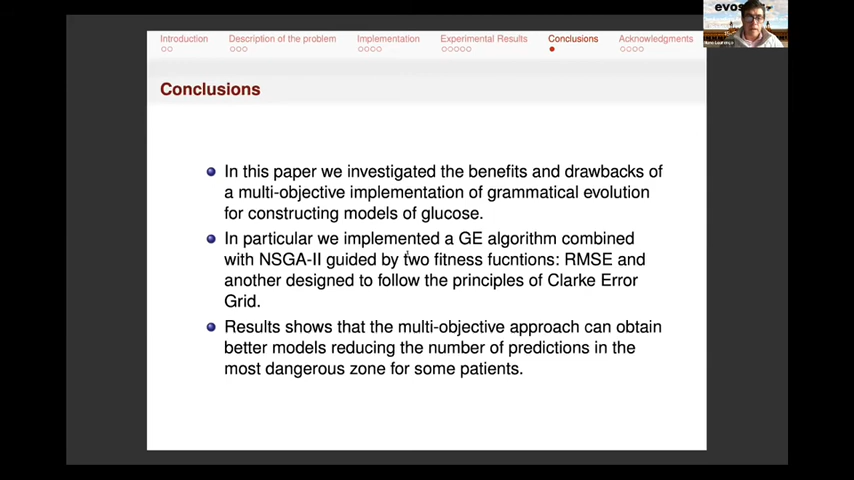 evos
Introduction
Description of the problem
Implementation
Experimental Results
Conclusions
Acknowledgments
Conclusions
In this paper we investigated the benefits and drawbacks of
a multi-objective implementation of grammatical evolution
for constructing models of glucose.
In particular we implemented a GE algorithm combined
with NSGA-II guided by two fitness fucntions: RMSE and
another designed to follow the principles of Clarke Error
Grid.
Results shows that the multi-objective approach can obtain
better models reducing the number of predictions in the
most dangerous zone for some patients.